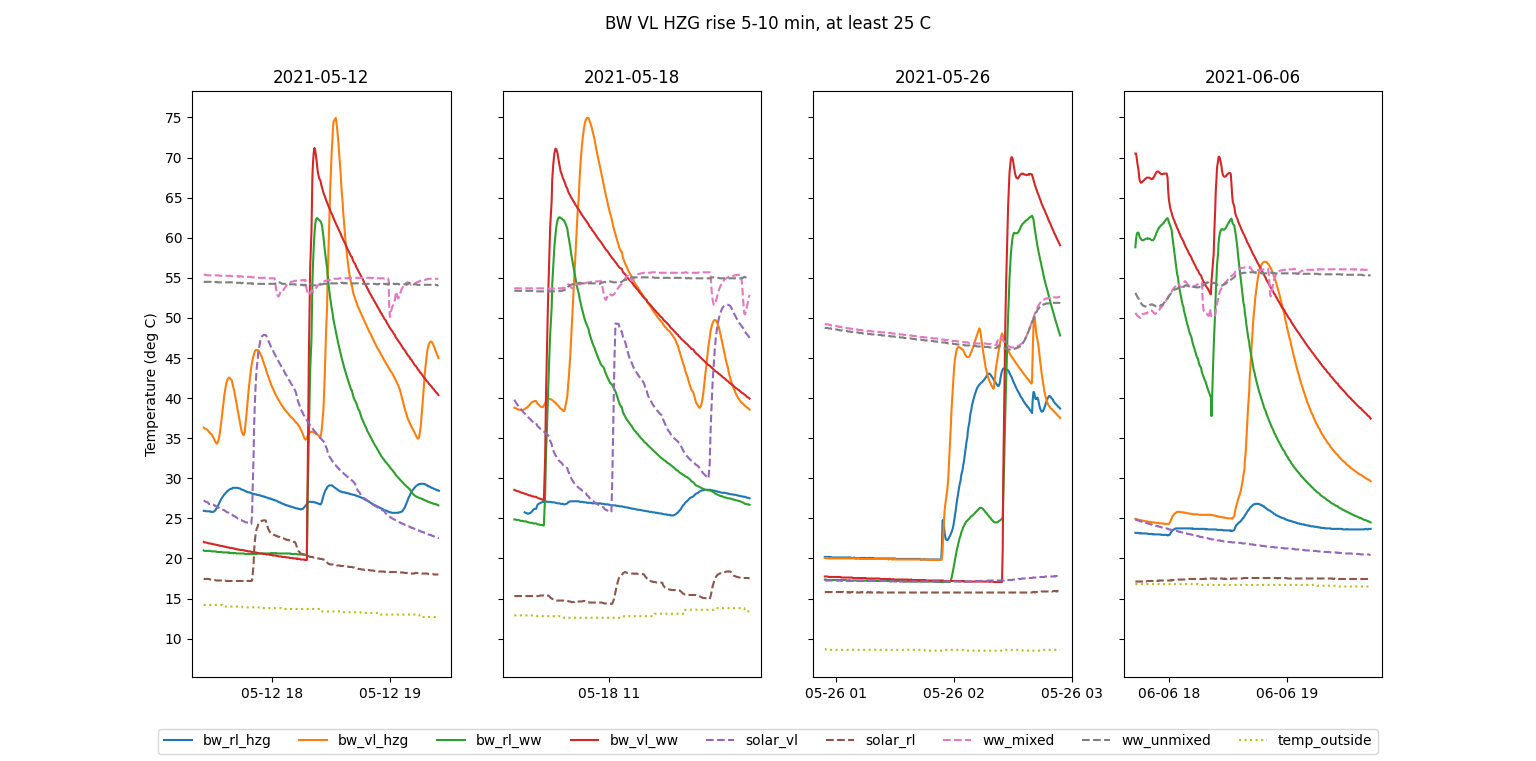 BW VL HZG rise 5-10 min, at least 25 C
2021-05-12
2021-05-18
2021-05-26
2021-06-06
Temperature (deg C)
75
70
65
60
55
50
45
40
35
30
25
20
15
10
05-12 18
05-12 19
05-18 11
05-26 01
05-26 02
05-26 03
06-06 18
06-06 19
bw_rl_hzg
bw_vl_hzg
bw_rl_ww
bw_vl_ww
solar_vl
solar_rl
ww_mixed
ww_unmixed
temp_outside